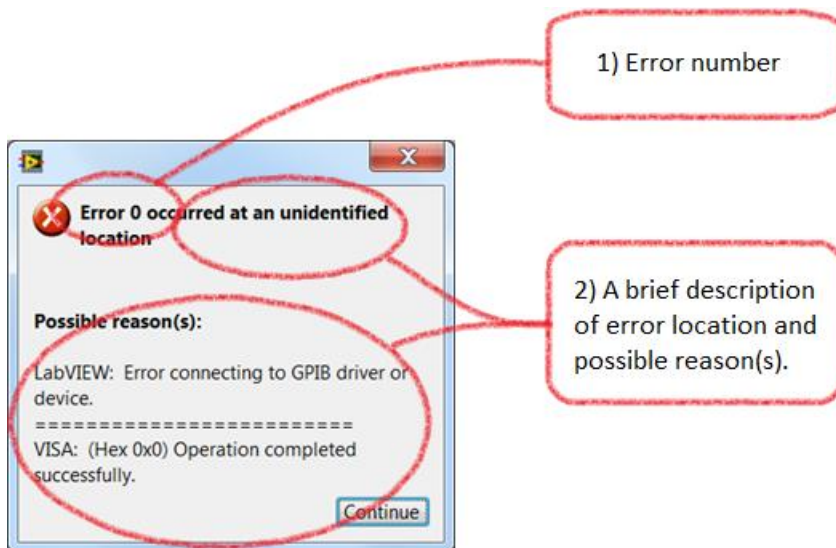 1) Error number
Error 0 occurred at an unidentified
location
Possible reason(s):
LabVIEW:  Error connecting to GPIB driver or
device.
=========================
VISA:  (Hex 0x0) Operation completed
successfully.
Continue
2) A brief description
of error location and
possible reason(s).